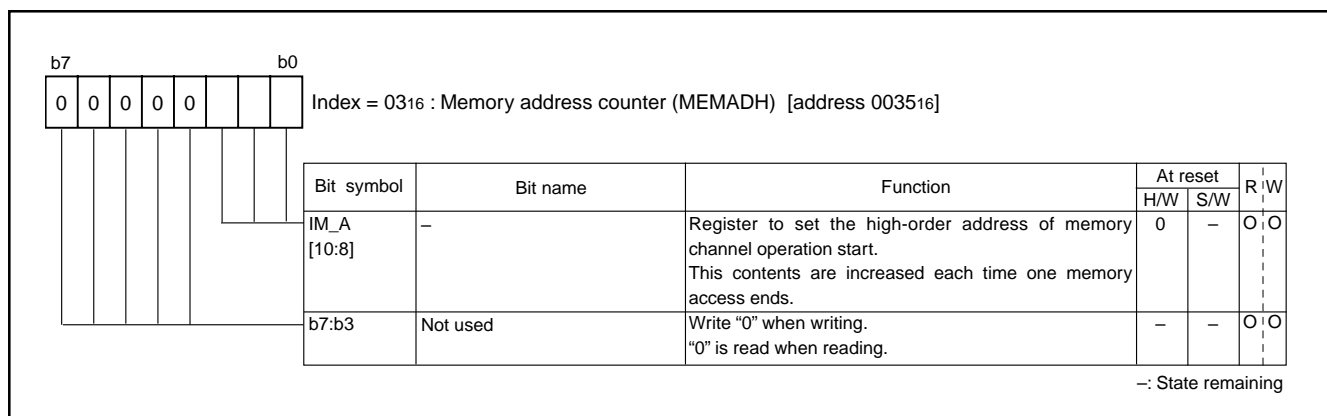 b7 b0
0 0 0 0 0 Index = 0316 : Memory address counter (MEMADH) [address 003516]
Bit symbol Bit name Function At reset R W
H/W S/W
IM_A – Register to set the high-order address of memory 0 – O O
[10:8] channel operation start.
This contents are increased each time one memory
access ends.
b7:b3 Not used Write “0” when writing. – – O O
“0” is read when reading.
–: State remaining